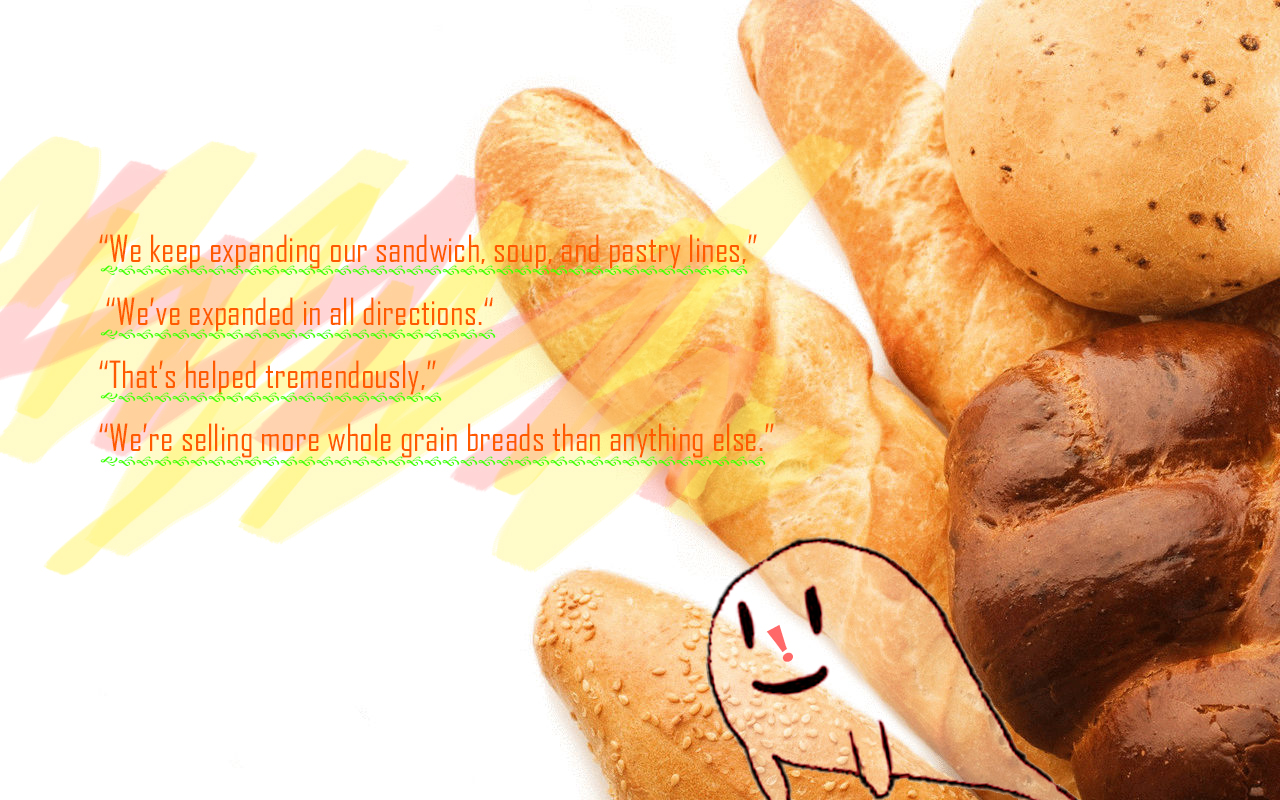 “We keep expanding our sandwich, soup, and pastry lines,”
“We’ve expanded in all directions.“
“That’s helped tremendously,”
“We’re selling more whole grain breads than anything else.”
!